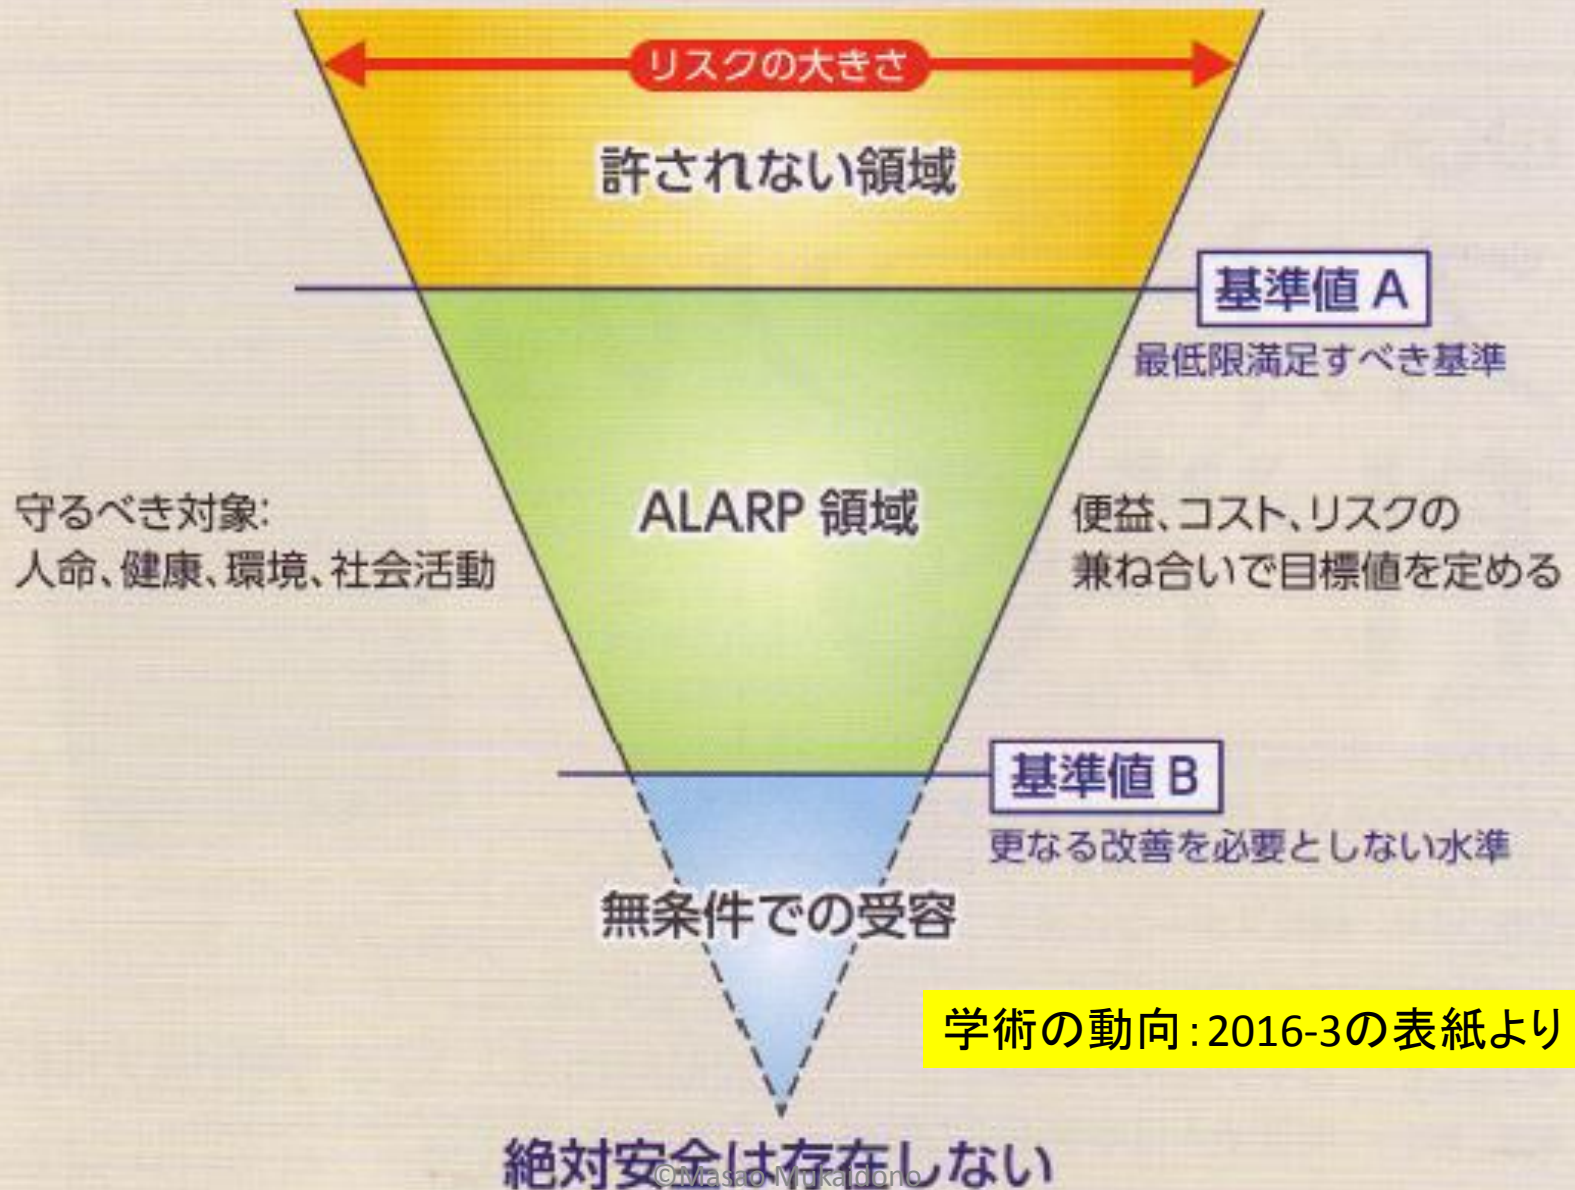 リスクの大きさ
許されない領域
基準値 A
最低限満足すべき基準
守るべき対象：
人命、健康、環境、社会活動
ALARP 領域
便益、コスト、リスクの
兼ね合いで目標値を定める
基準値 B
更なる改善を必要としない水準
無条件での受容
学術の動向：2016-3の表紙より
絶対安全は存在しない
©Masao Mukaidono